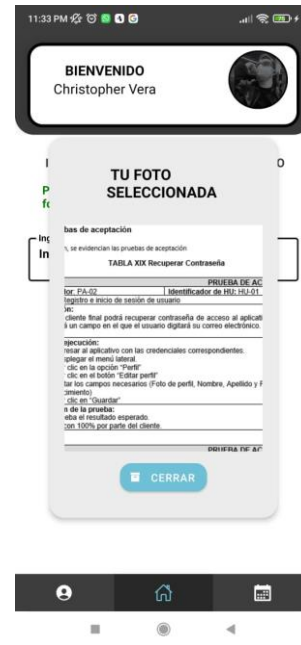 11:33 PM
BIENVENIDO
Christopher Vera
TU FOTO
SELECCIONADA
bas de aceptación
n, se evidencian las pruebas de aceptación
TABLA XIX Recuperar Contraseña
PRUEBA DE AC
lor: PA-02 Identificador de HU: HU-01
Registro e inicio de sesión de usuario
ón:
cliente final podrá recuperar contraseña de acceso al aplicati
á un campo en el que el usuario digitará su correo electrónico.
ejecución:
resar al aplicativo con las credenciales correspondientes.
splegar el menú lateral.
clic en la opción "Perfil"
clic en el botón "Editar perfil"
tar los campos necesarios (Foto de perfil, Nombre, Apellido y F
cimiento)
clic en "Guardar"
n de la prueba:
eba el resultado esperado.
con 100% por parte del cliente.
PRUEBA DE AC
CERRAR